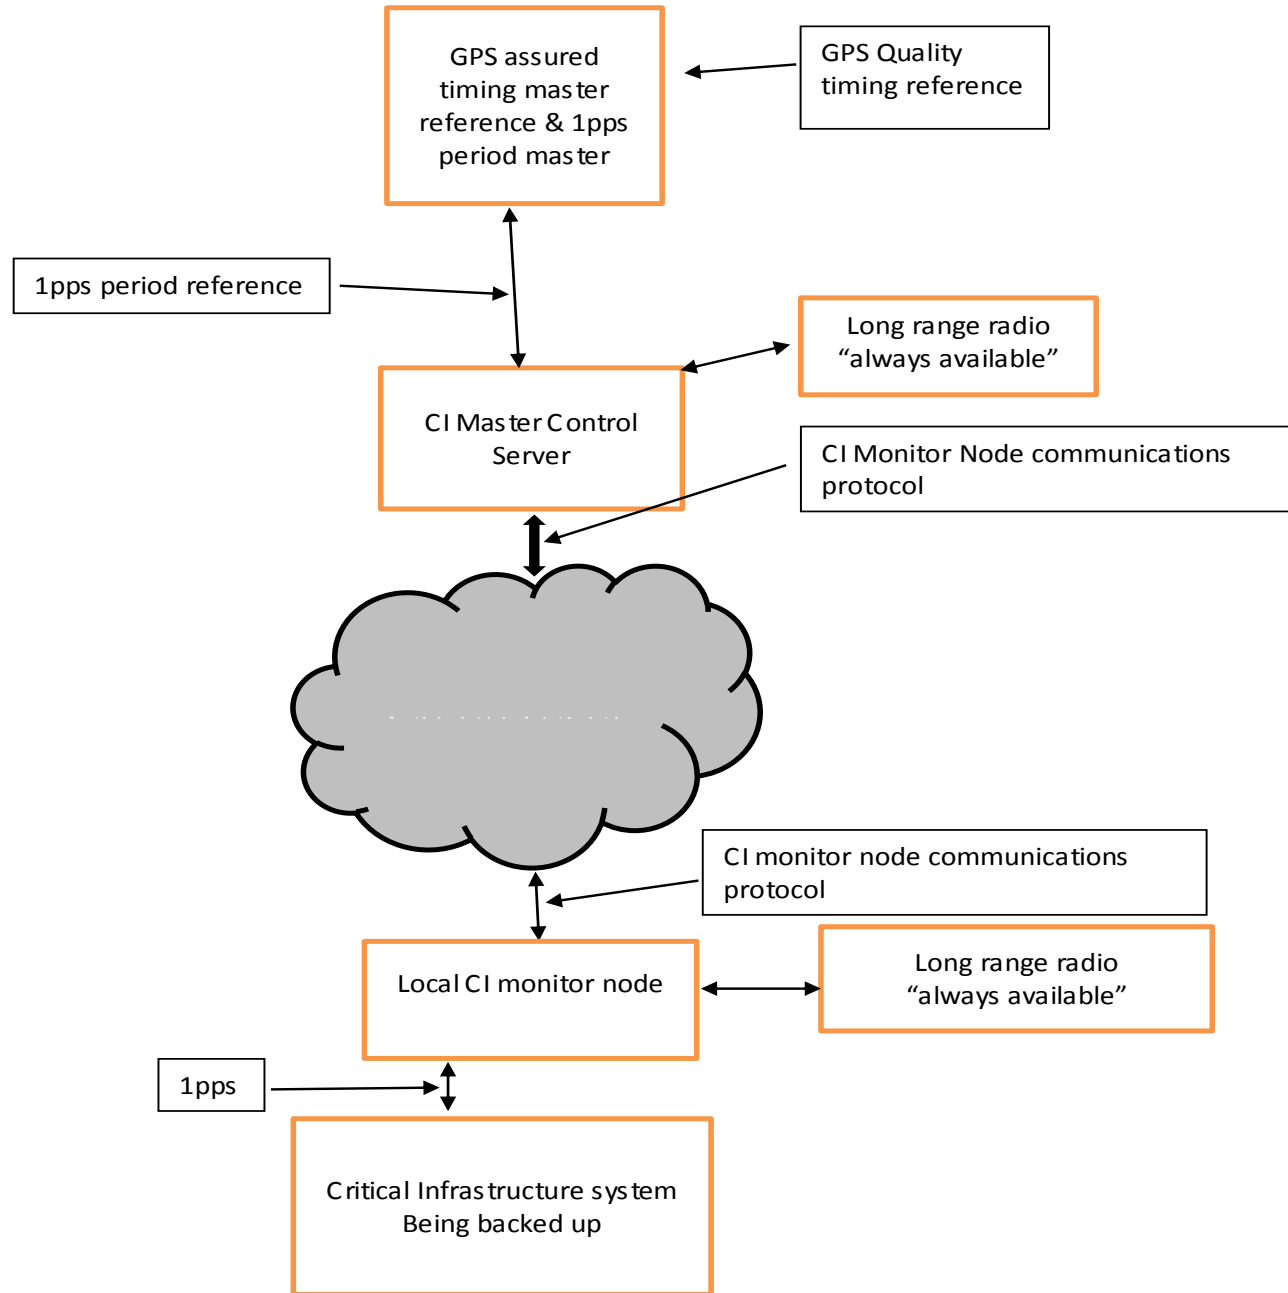 GPS assured
timing master
reference & 1pps
period master
GPS Quality
timing reference
1pps period reference
Long range radio
“always available”
CI Master Control
Server
CI Monitor Node communications
protocol
CI monitor node communications
protocol
Local CI monitor node
Long range radio
“always available”
1pps
Critical Infrastructure system
Being backed up